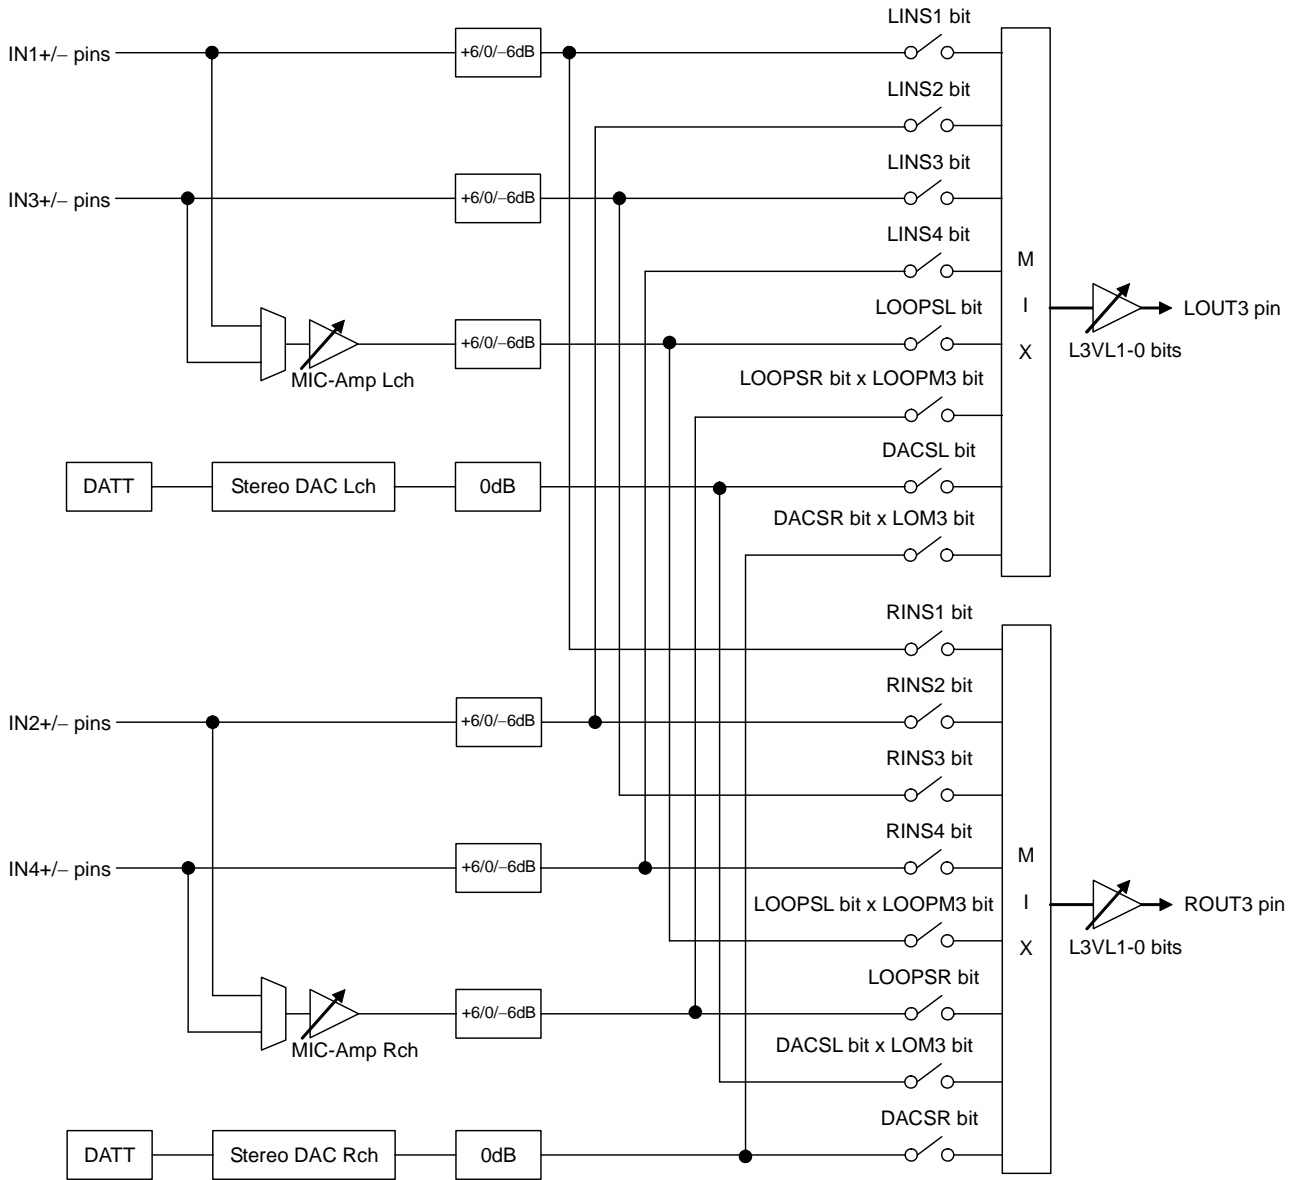 LINS1 bit
IN1+/− pins
+6/0/−6dB
LINS2 bit
LINS3 bit
IN3+/− pins
+6/0/−6dB
LINS4 bit
M
I
X
LOOPSL bit
LOUT3 pin
+6/0/−6dB
L3VL1-0 bits
MIC-Amp Lch
LOOPSR bit x LOOPM3 bit
DACSL bit
DATT
Stereo DAC Lch
0dB
DACSR bit x LOM3 bit
RINS1 bit
RINS2 bit
IN2+/− pins
+6/0/−6dB
RINS3 bit
RINS4 bit
M
I
X
IN4+/− pins
+6/0/−6dB
LOOPSL bit x LOOPM3 bit
ROUT3 pin
L3VL1-0 bits
LOOPSR bit
+6/0/−6dB
MIC-Amp Rch
DACSL bit x LOM3 bit
DACSR bit
DATT
Stereo DAC Rch
0dB